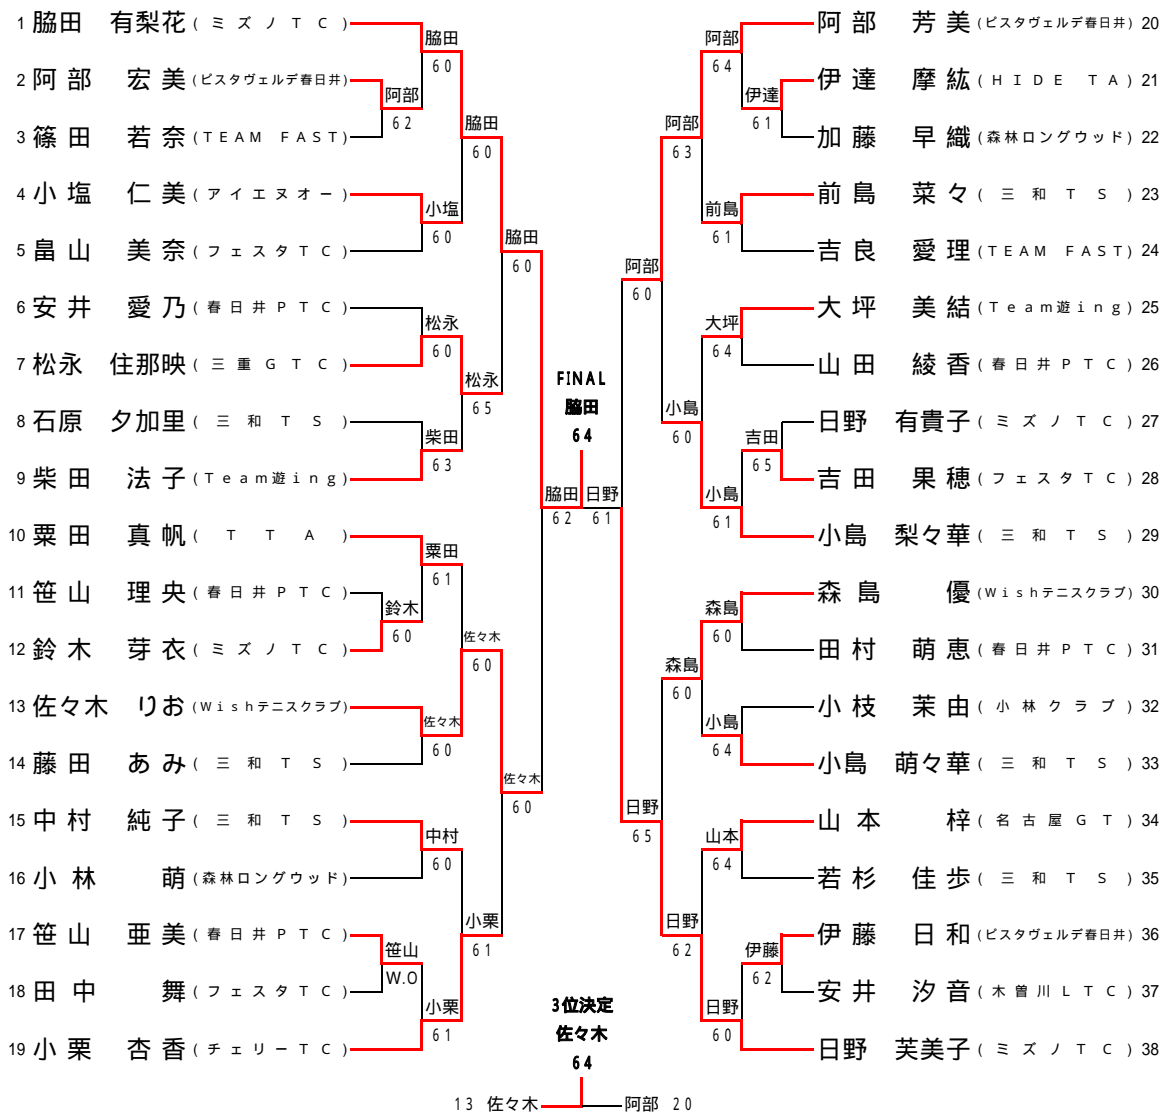 1 脇田 有梨花 (ミズノTC)
2 阿部 宏美 (ビスタヴェルデ春日井)
3 篠田 若奈 (TEAM FAST)
4 小塩 仁美 (アイエヌオー)
5 畠山 美奈 (フェスタTC)
6 安井 愛乃 (春日井PTC)
7 松永 住那映 (三重GTC)
8 石原 夕加里 (三和TS)
9 柴田 法子 (Team遊ing)
10 粟田 真帆 (TTA)
11 笹山 理央 (春日井PTC)
12 鈴木 芽衣 (ミズノTC)
13 佐々木 りお (Wishテニスクラブ)
14 藤田 あみ (三和TS)
15 中村 純子 (三和TS)
16 小林 萌 (森林ロングウッド)
17 笹山 亜美 (春日井PTC)
18 田中 舞 (フェスタTC)
19 小栗 杏香 (チェリーTC)
阿部
62
鈴木
60
笹山
W.O
脇田
60
小塩
60
松永
60
柴田
63
粟田
61
佐々木
60
中村
60
小栗
61
脇田
60
松永
65
佐々木
60
小栗
61
脇田
60
佐々木
60
脇田
62
FINAL
脇田
64
日野
61
阿部
60
日野
65
阿部
63
小島
60
森島
60
日野
62
阿部
64
前島
61
大坪
64
小島
61
森島
60
小島
64
山本
64
日野
60
伊達
61
吉田
65
伊藤
62
阿部 芳美 (ビスタヴェルデ春日井) 20
伊達 摩紘 (HIDE TA) 21
加藤 早織 (森林ロングウッド) 22
前島 菜々 (三和TS) 23
吉良 愛理 (TEAM FAST) 24
大坪 美結 (Team遊ing) 25
山田 綾香 (春日井PTC) 26
日野 有貴子 (ミズノTC) 27
吉田 果穂 (フェスタTC) 28
小島 梨々華 (三和TS) 29
森島 優 (Wishテニスクラブ) 30
田村 萌恵 (春日井PTC) 31
小枝 茉由 (小林クラブ) 32
小島 萌々華 (三和TS) 33
山本 梓 (名古屋GT) 34
若杉 佳歩 (三和TS) 35
伊藤 日和 (ビスタヴェルデ春日井) 36
安井 汐音 (木曽川LTC) 37
日野 芙美子 (ミズノTC) 38
3位決定
佐々木
64
13 佐々木 阿部 20